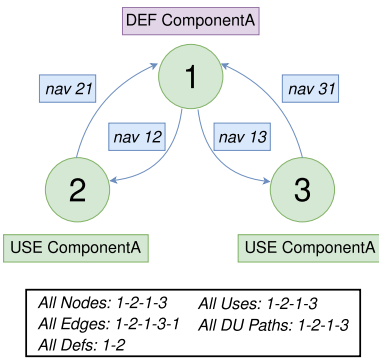 DEF ComponentA
1
nav 21
nav 31
nav 12
nav 13
2
3
USE ComponentA
USE ComponentA
All Nodes: 1-2-1-3
All Uses: 1-2-1-3
All Edges: 1-2-1-3-1
All DU Paths: 1-2-1-3
All Defs: 1-2